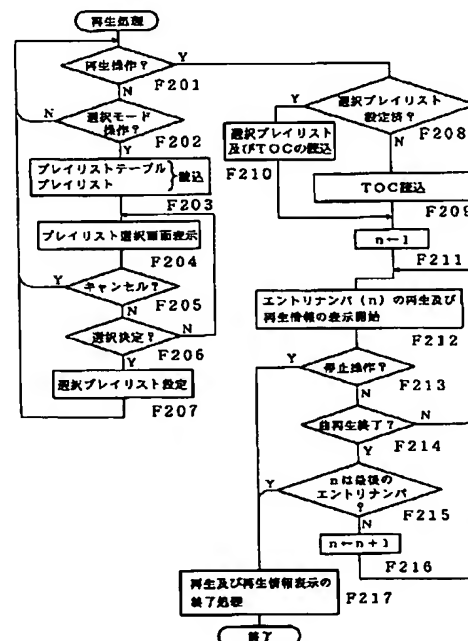 再生処理
再生操作？
Y
F201
N
N
選択モード
操作？
F202
Y
プレイリストテーブル
プレイリスト
読込
F203
プレイリスト選択画面表示
F204
Y
キャンセル？
F205
N
選択決定？
N
F206
Y
選択プレイリスト設定
F207
Y
選択プレイリスト
設定済？
F208
選択プレイリスト
及びTOCの読込
F210
N
TOC読込
F209
n←1
F211
エントリナンバ（n）の再生及び
再生情報の表示開始
F212
Y
停止操作？
F213
N
曲再生終了？
N
F214
Y
Y
nは最後の
エントリナンバ
？
F215
N
n←n＋1
F216
再生及び再生情報表示の
終了処理
F217
終了